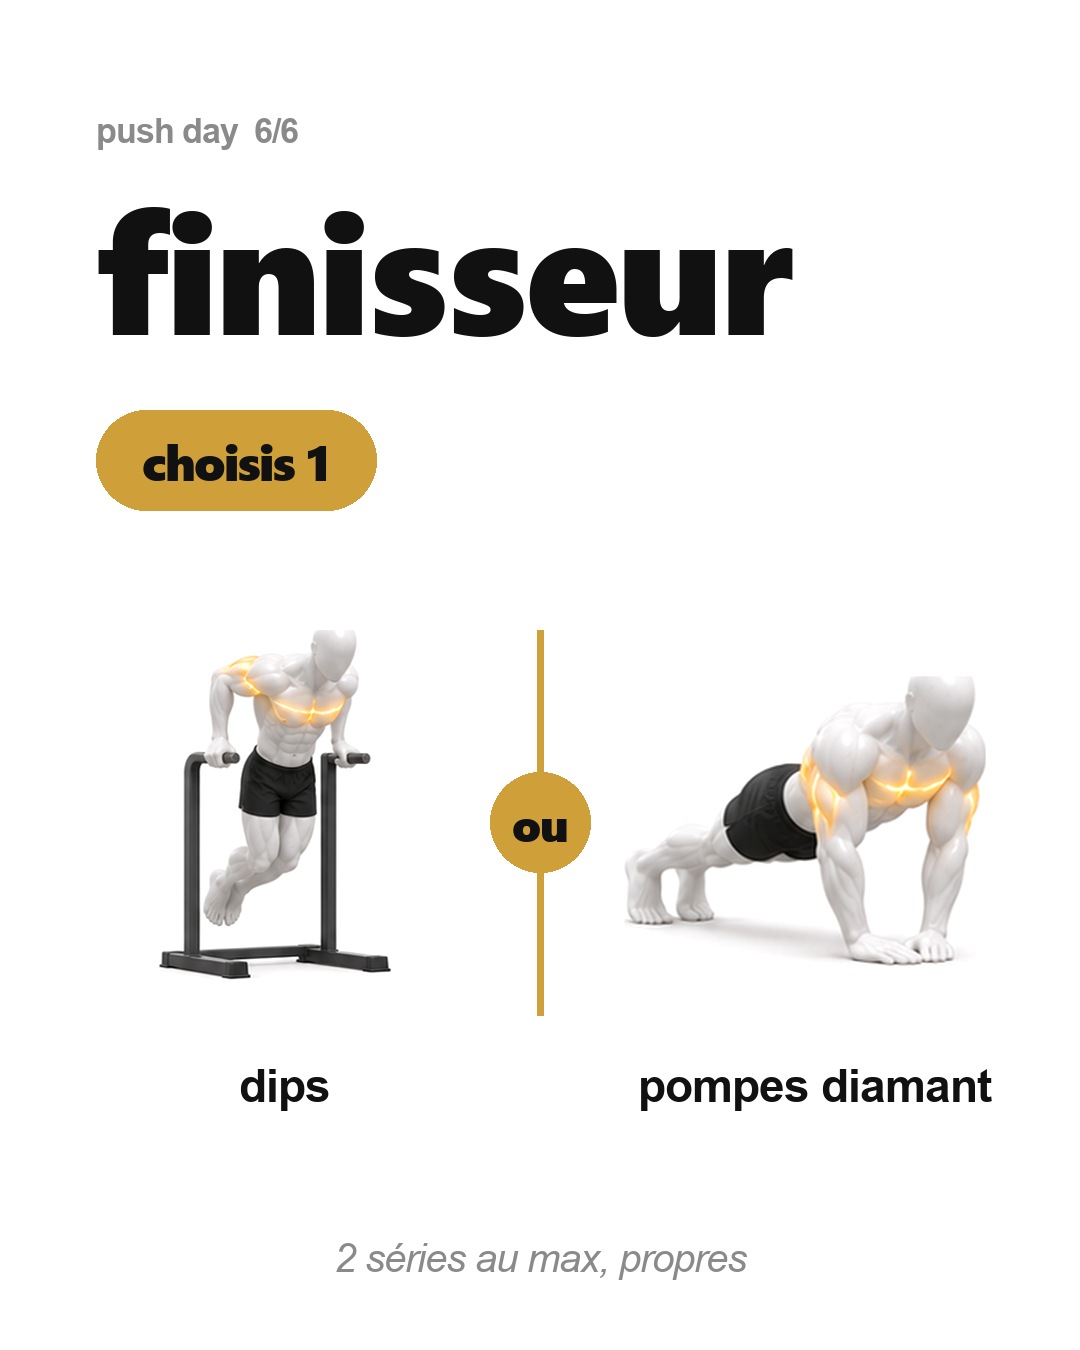 push day 6/6
finisseur
choisis 1
ou
dips
pompes diamant
2 séries au max, propres